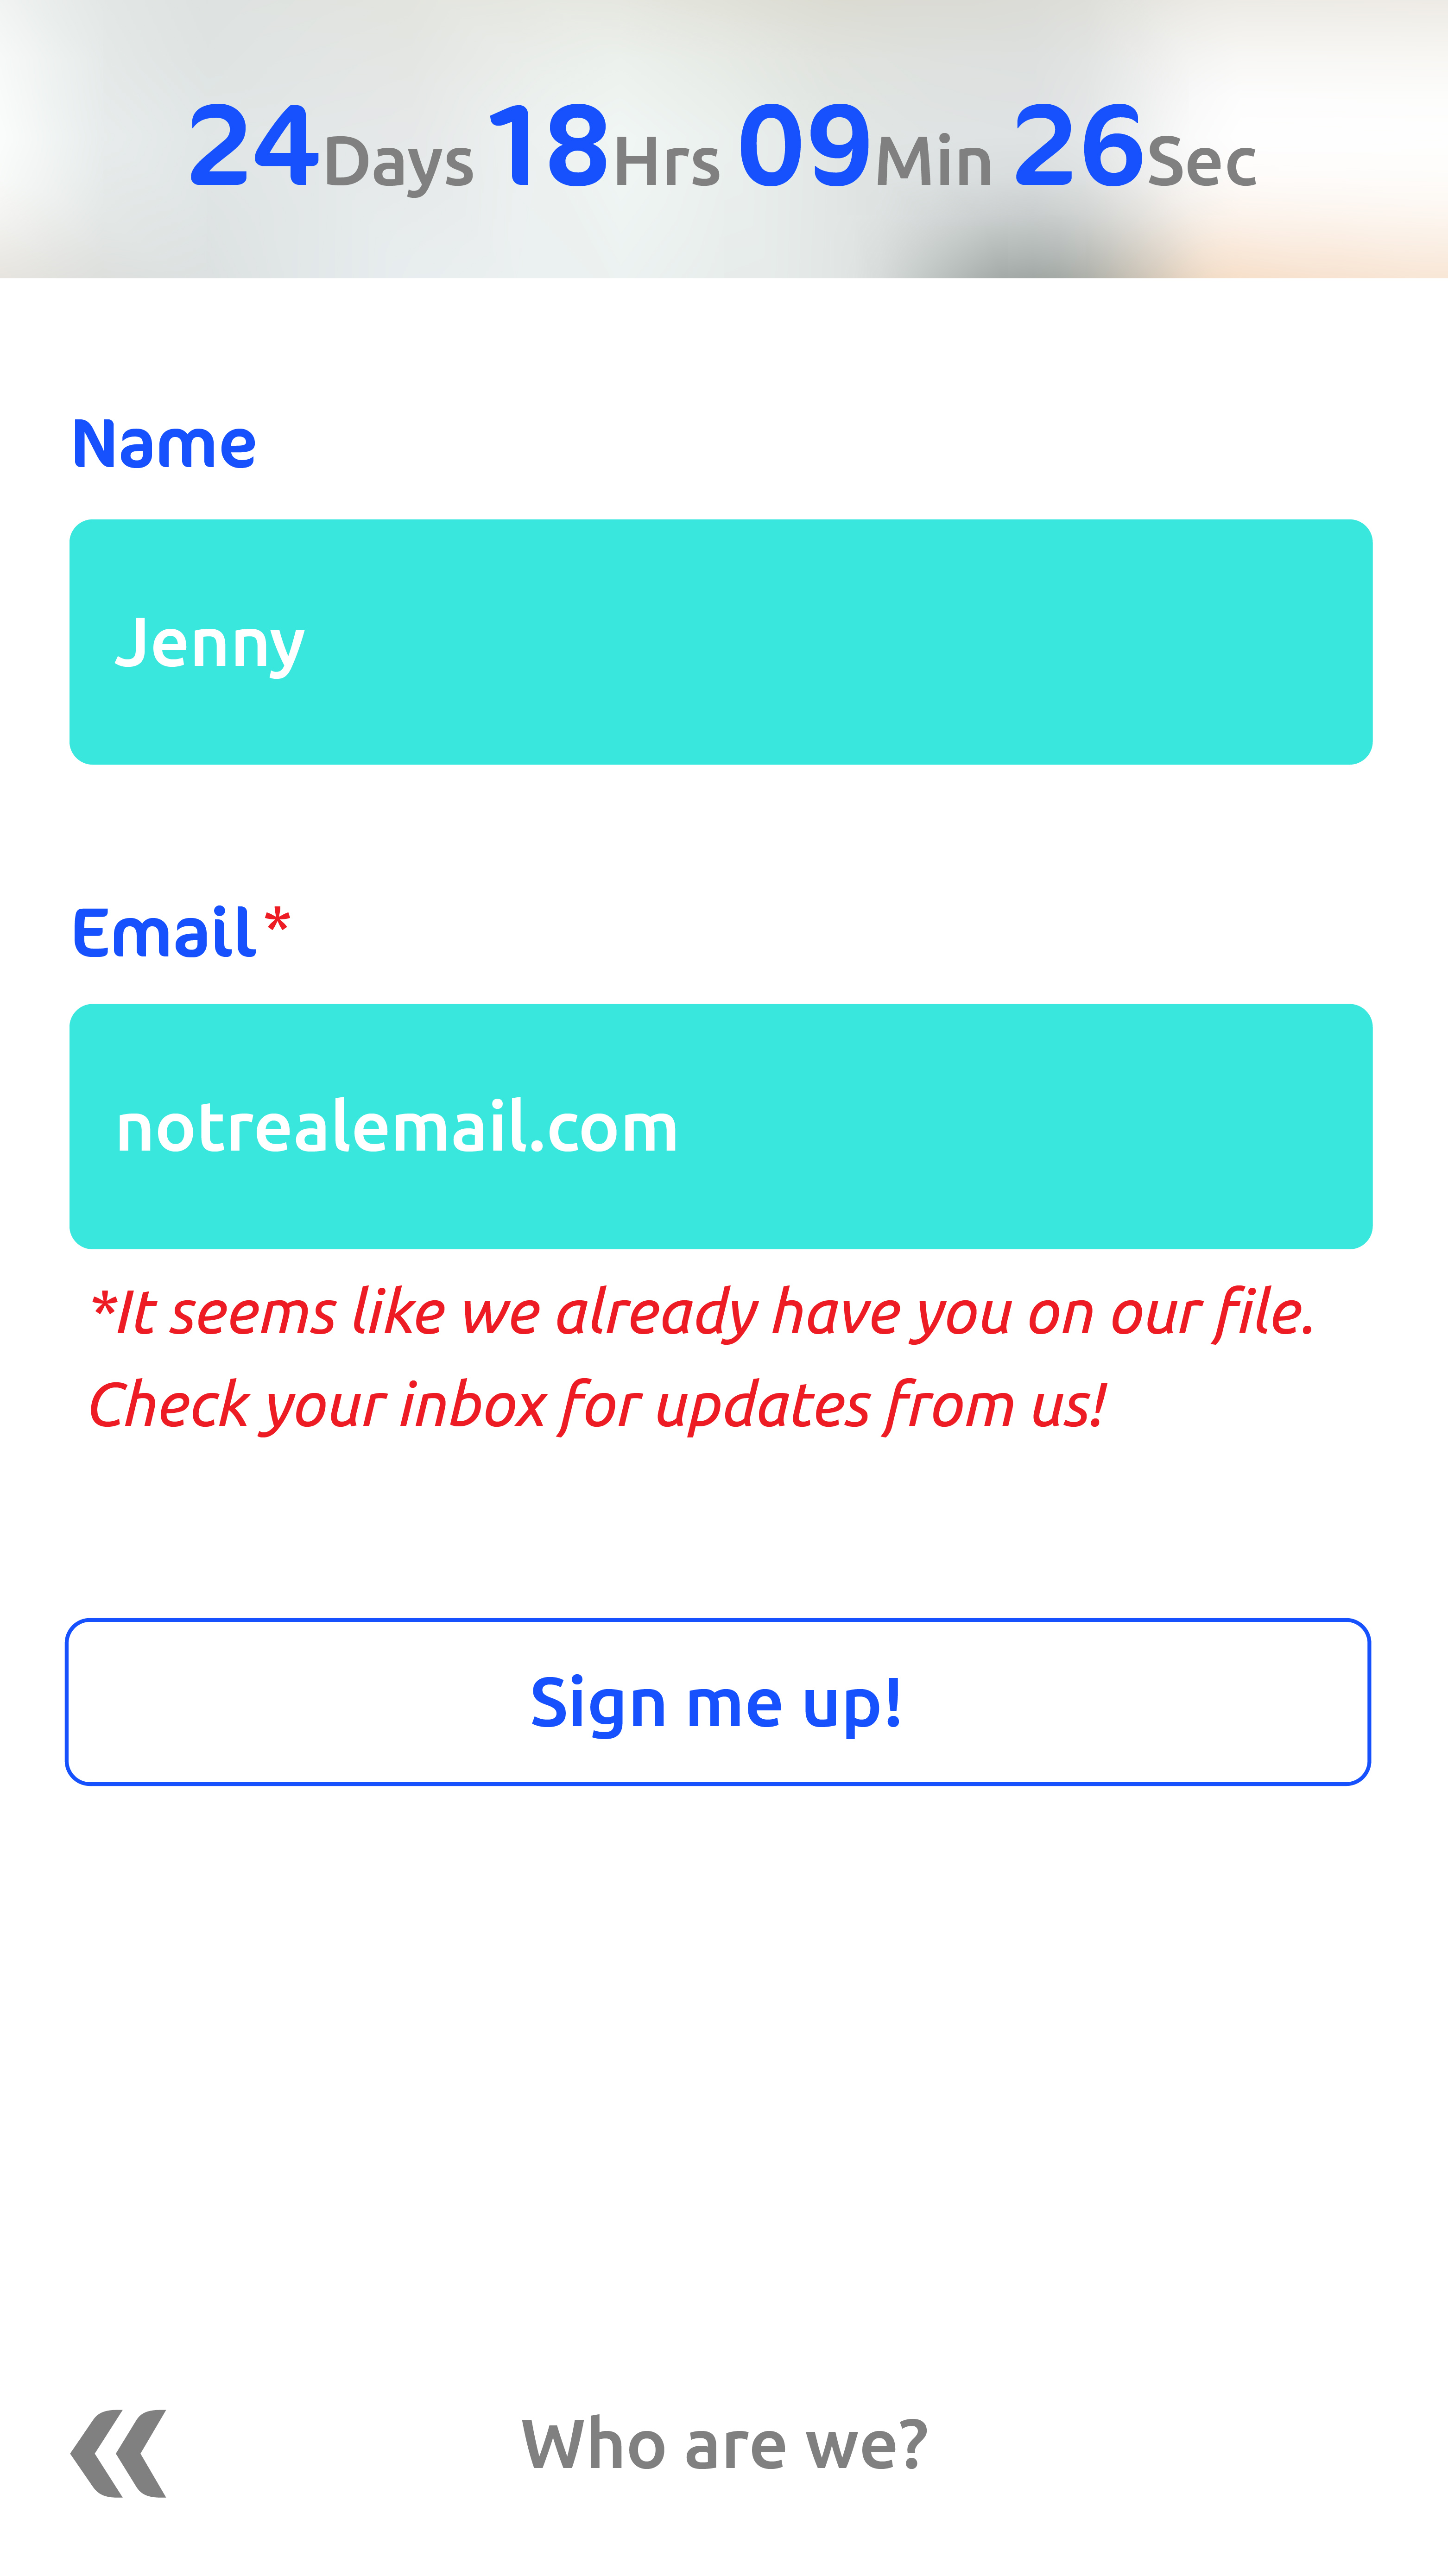 24Days 18Hrs 09Min 26Sec
Name
Jenny
Email*
notrealemail.com
*It seems like we already have you on our file.
Check your inbox for updates from us!
Sign me up!
Who are we?